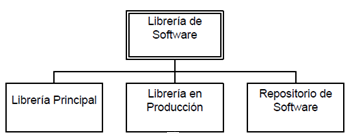 Librería de
Software
Librería Principal
Librería en
Producción
Repositorio de
Software